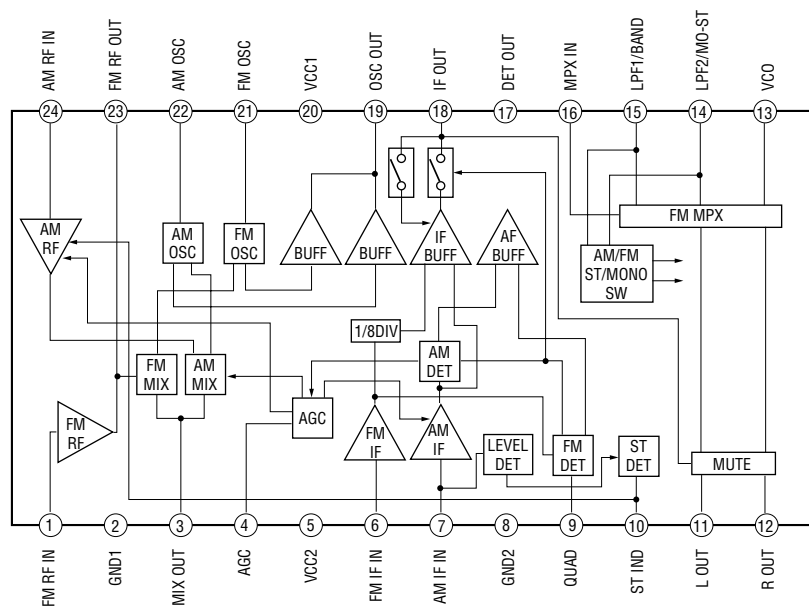 AM RF IN
FM RF OUT
AM OSC
FM OSC
VCC1
OSC OUT
IF OUT
DET OUT
MPX IN
LPF1/BAND
LPF2/MO-ST
VCO
24
23
22
21
20
19
18
17
16
15
14
13
AM
RF
AM
OSC
FM
OSC
BUFF
BUFF
IF
BUFF
AF
BUFF
FM MPX
AM/FM
ST/MONO
SW
1/8DIV
FM
MIX
AM
MIX
AM
DET
AGC
FM
RF
FM
IF
AM
IF
LEVEL
DET
FM
DET
ST
DET
MUTE
1
2
3
4
5
6
7
8
9
10
11
12
FM RF IN
GND1
MIX OUT
AGC
VCC2
FM IF IN
AM IF IN
GND2
QUAD
ST IND
L OUT
R OUT